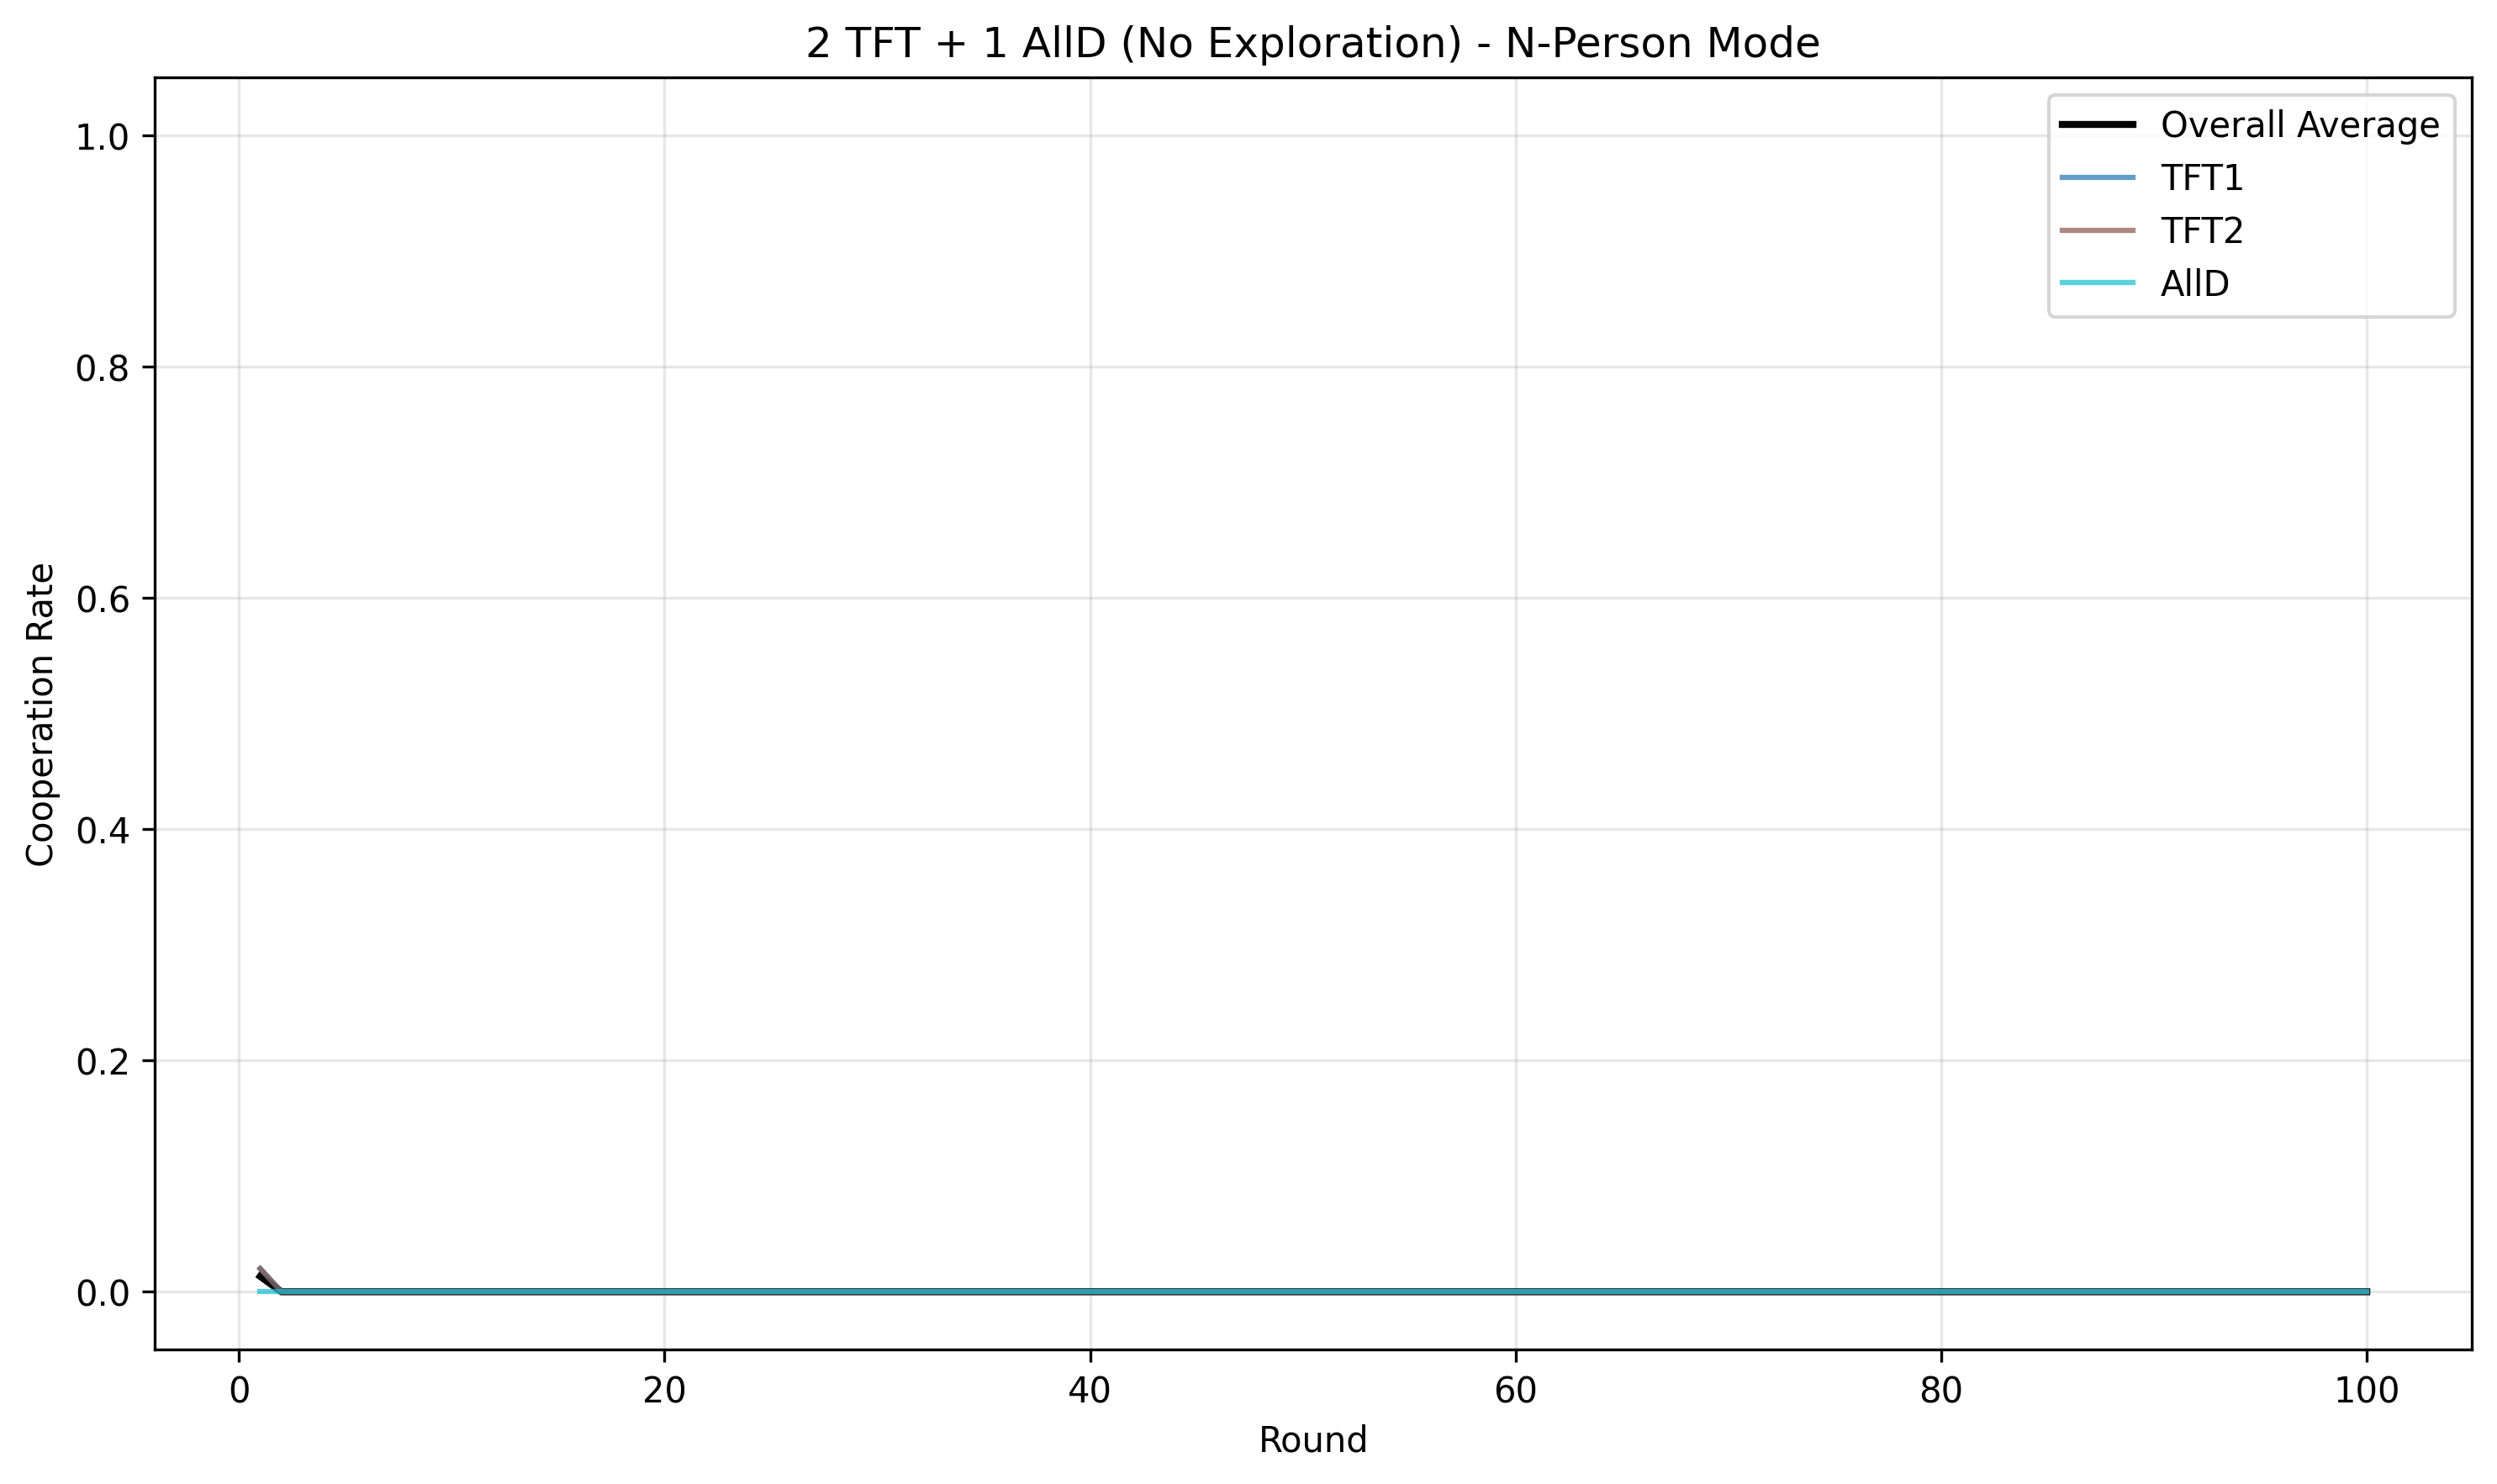 2 TFT + 1 AllD (No Exploration) - N-Person Mode
Overall Average
TFT1
TFT2
AllD
Cooperation Rate
1.0
0.8
0.6
0.4
0.2
0.0
0 20 40 60 80 100
Round